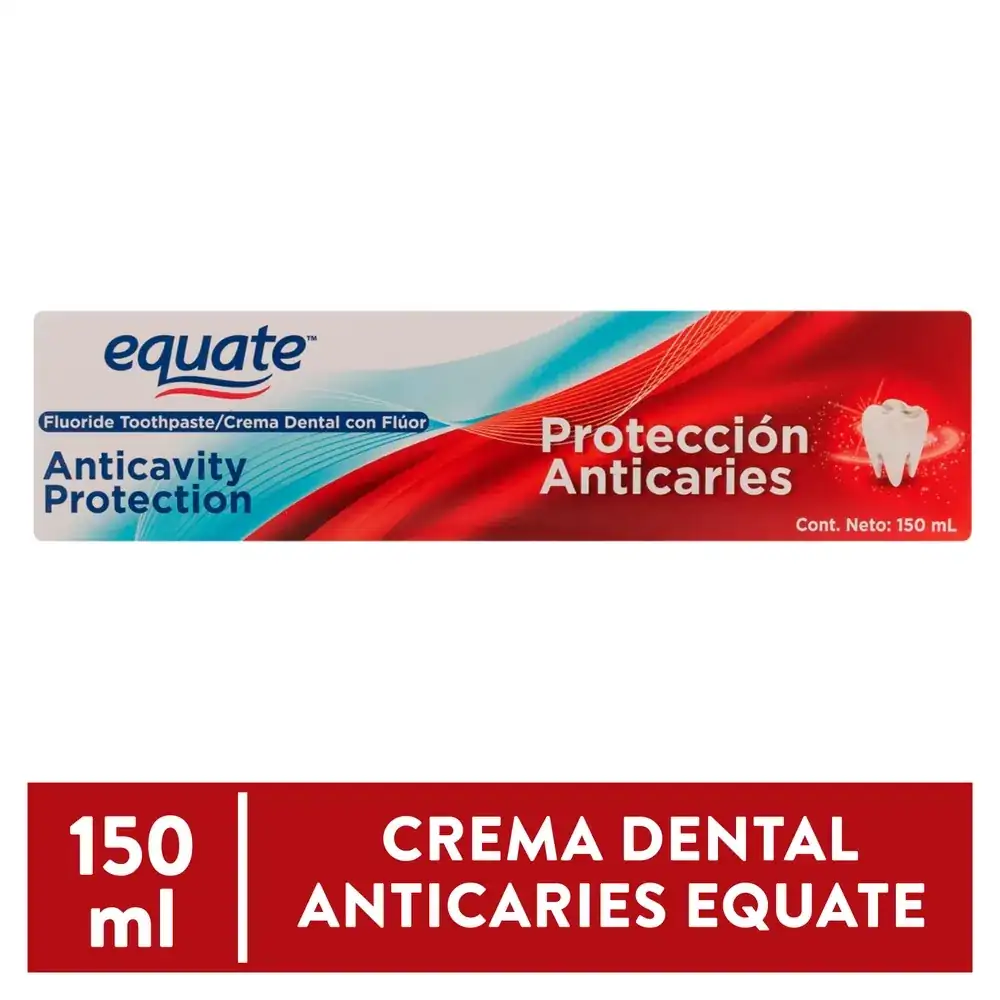 equate™
Fluoride Toothpaste/Crema Dental con Flúor
Anticavity
Protection
Protección
Anticaries
Cont. Neto: 150 mL
150
ml
CREMA DENTAL
ANTICARIES EQUATE